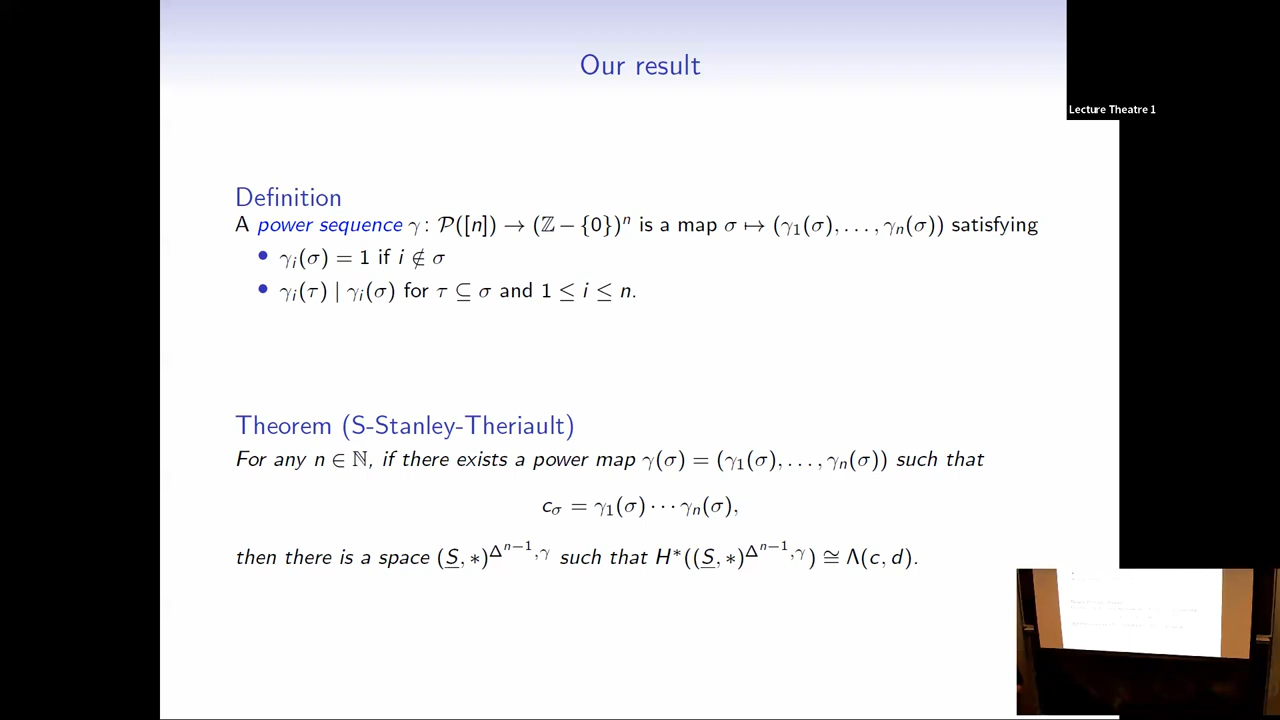 Our result
Lecture Theatre 1
Definition
A power sequence γ : 𝒫([n]) → (ℤ − {0})ⁿ is a map σ ↦ (γ₁(σ), . . . , γₙ(σ)) satisfying
• γᵢ(σ) = 1 if i ∉ σ
• γᵢ(τ) | γᵢ(σ) for τ ⊆ σ and 1 ≤ i ≤ n.
Theorem (S-Stanley-Theriault)
For any n ∈ ℕ, if there exists a power map γ(σ) = (γ₁(σ), . . . , γₙ(σ)) such that
c_σ = γ₁(σ) · · · γₙ(σ),
then there is a space (S̲, ∗)^{Δ^{n−1},γ} such that H*((S̲, ∗)^{Δ^{n−1},γ}) ≅ Λ(c, d).